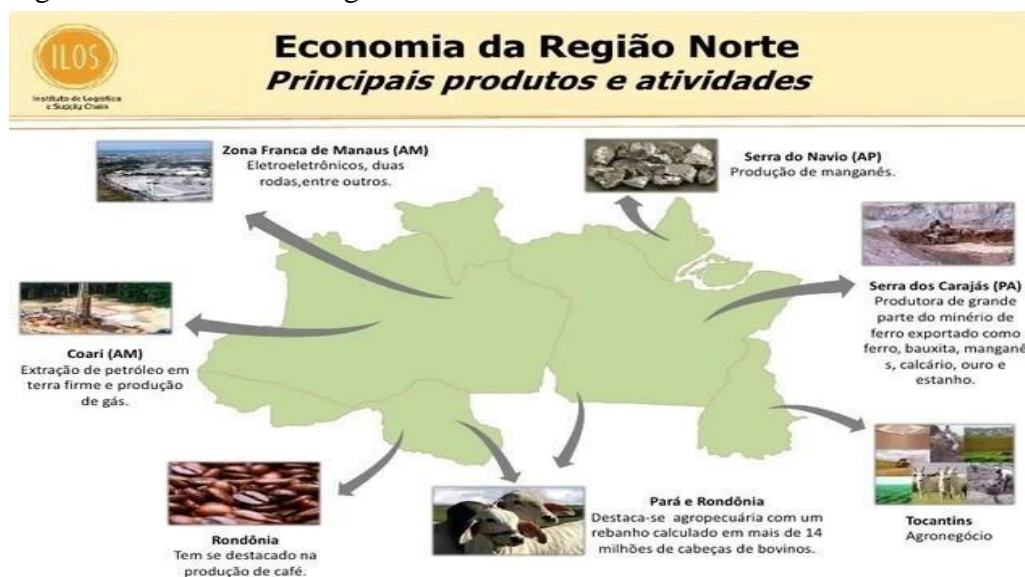 ILOS
Instituto de Logística
e Supply Chain
Economia da Região Norte
Principais produtos e atividades
Zona Franca de Manaus (AM)
Eletroeletrônicos, duas
rodas,entre outros.
Serra do Navio (AP)
Produção de manganês.
Serra dos Carajás (PA)
Produtora de grande
parte do minério de
ferro exportado como
ferro, bauxita, manganê
s, calcário, ouro e
estanho.
Coari (AM)
Extração de petróleo em
terra firme e produção
de gás.
Rondônia
Tem se destacado na
produção de café.
Pará e Rondônia
Destaca-se agropecuária com um
rebanho calculado em mais de 14
milhões de cabeças de bovinos.
Tocantins
Agronegócio